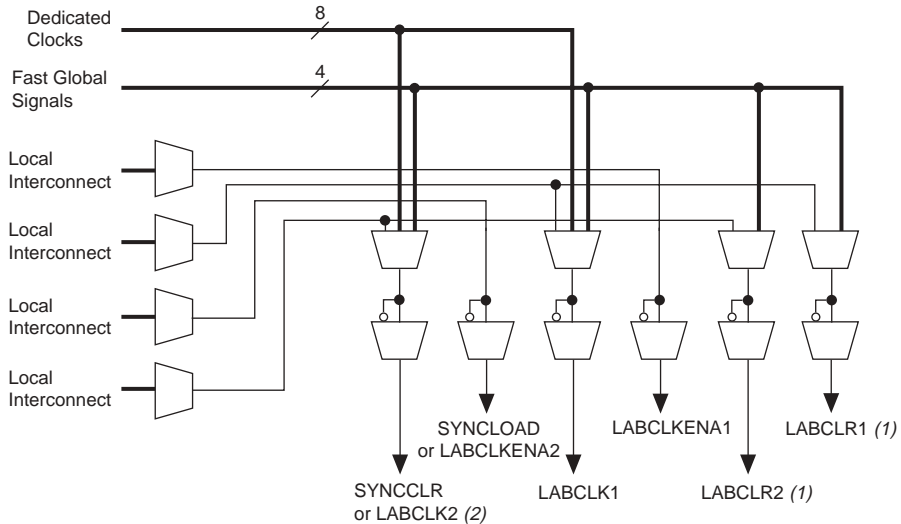 Dedicated
Clocks
8
Fast Global
Signals
4
Local
Interconnect
Local
Interconnect
Local
Interconnect
Local
Interconnect
SYNCLOAD
or LABCLKENA2
LABCLKENA1
LABCLR1 (1)
SYNCCLR
or LABCLK2 (2)
LABCLK1
LABCLR2 (1)